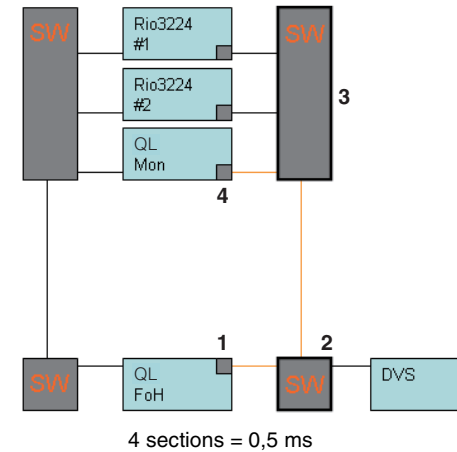 SW
Rio3224
#1
SW
Rio3224
#2
3
QL
Mon
4
1
2
SW
QL
FoH
SW
DVS
4 sections = 0,5 ms